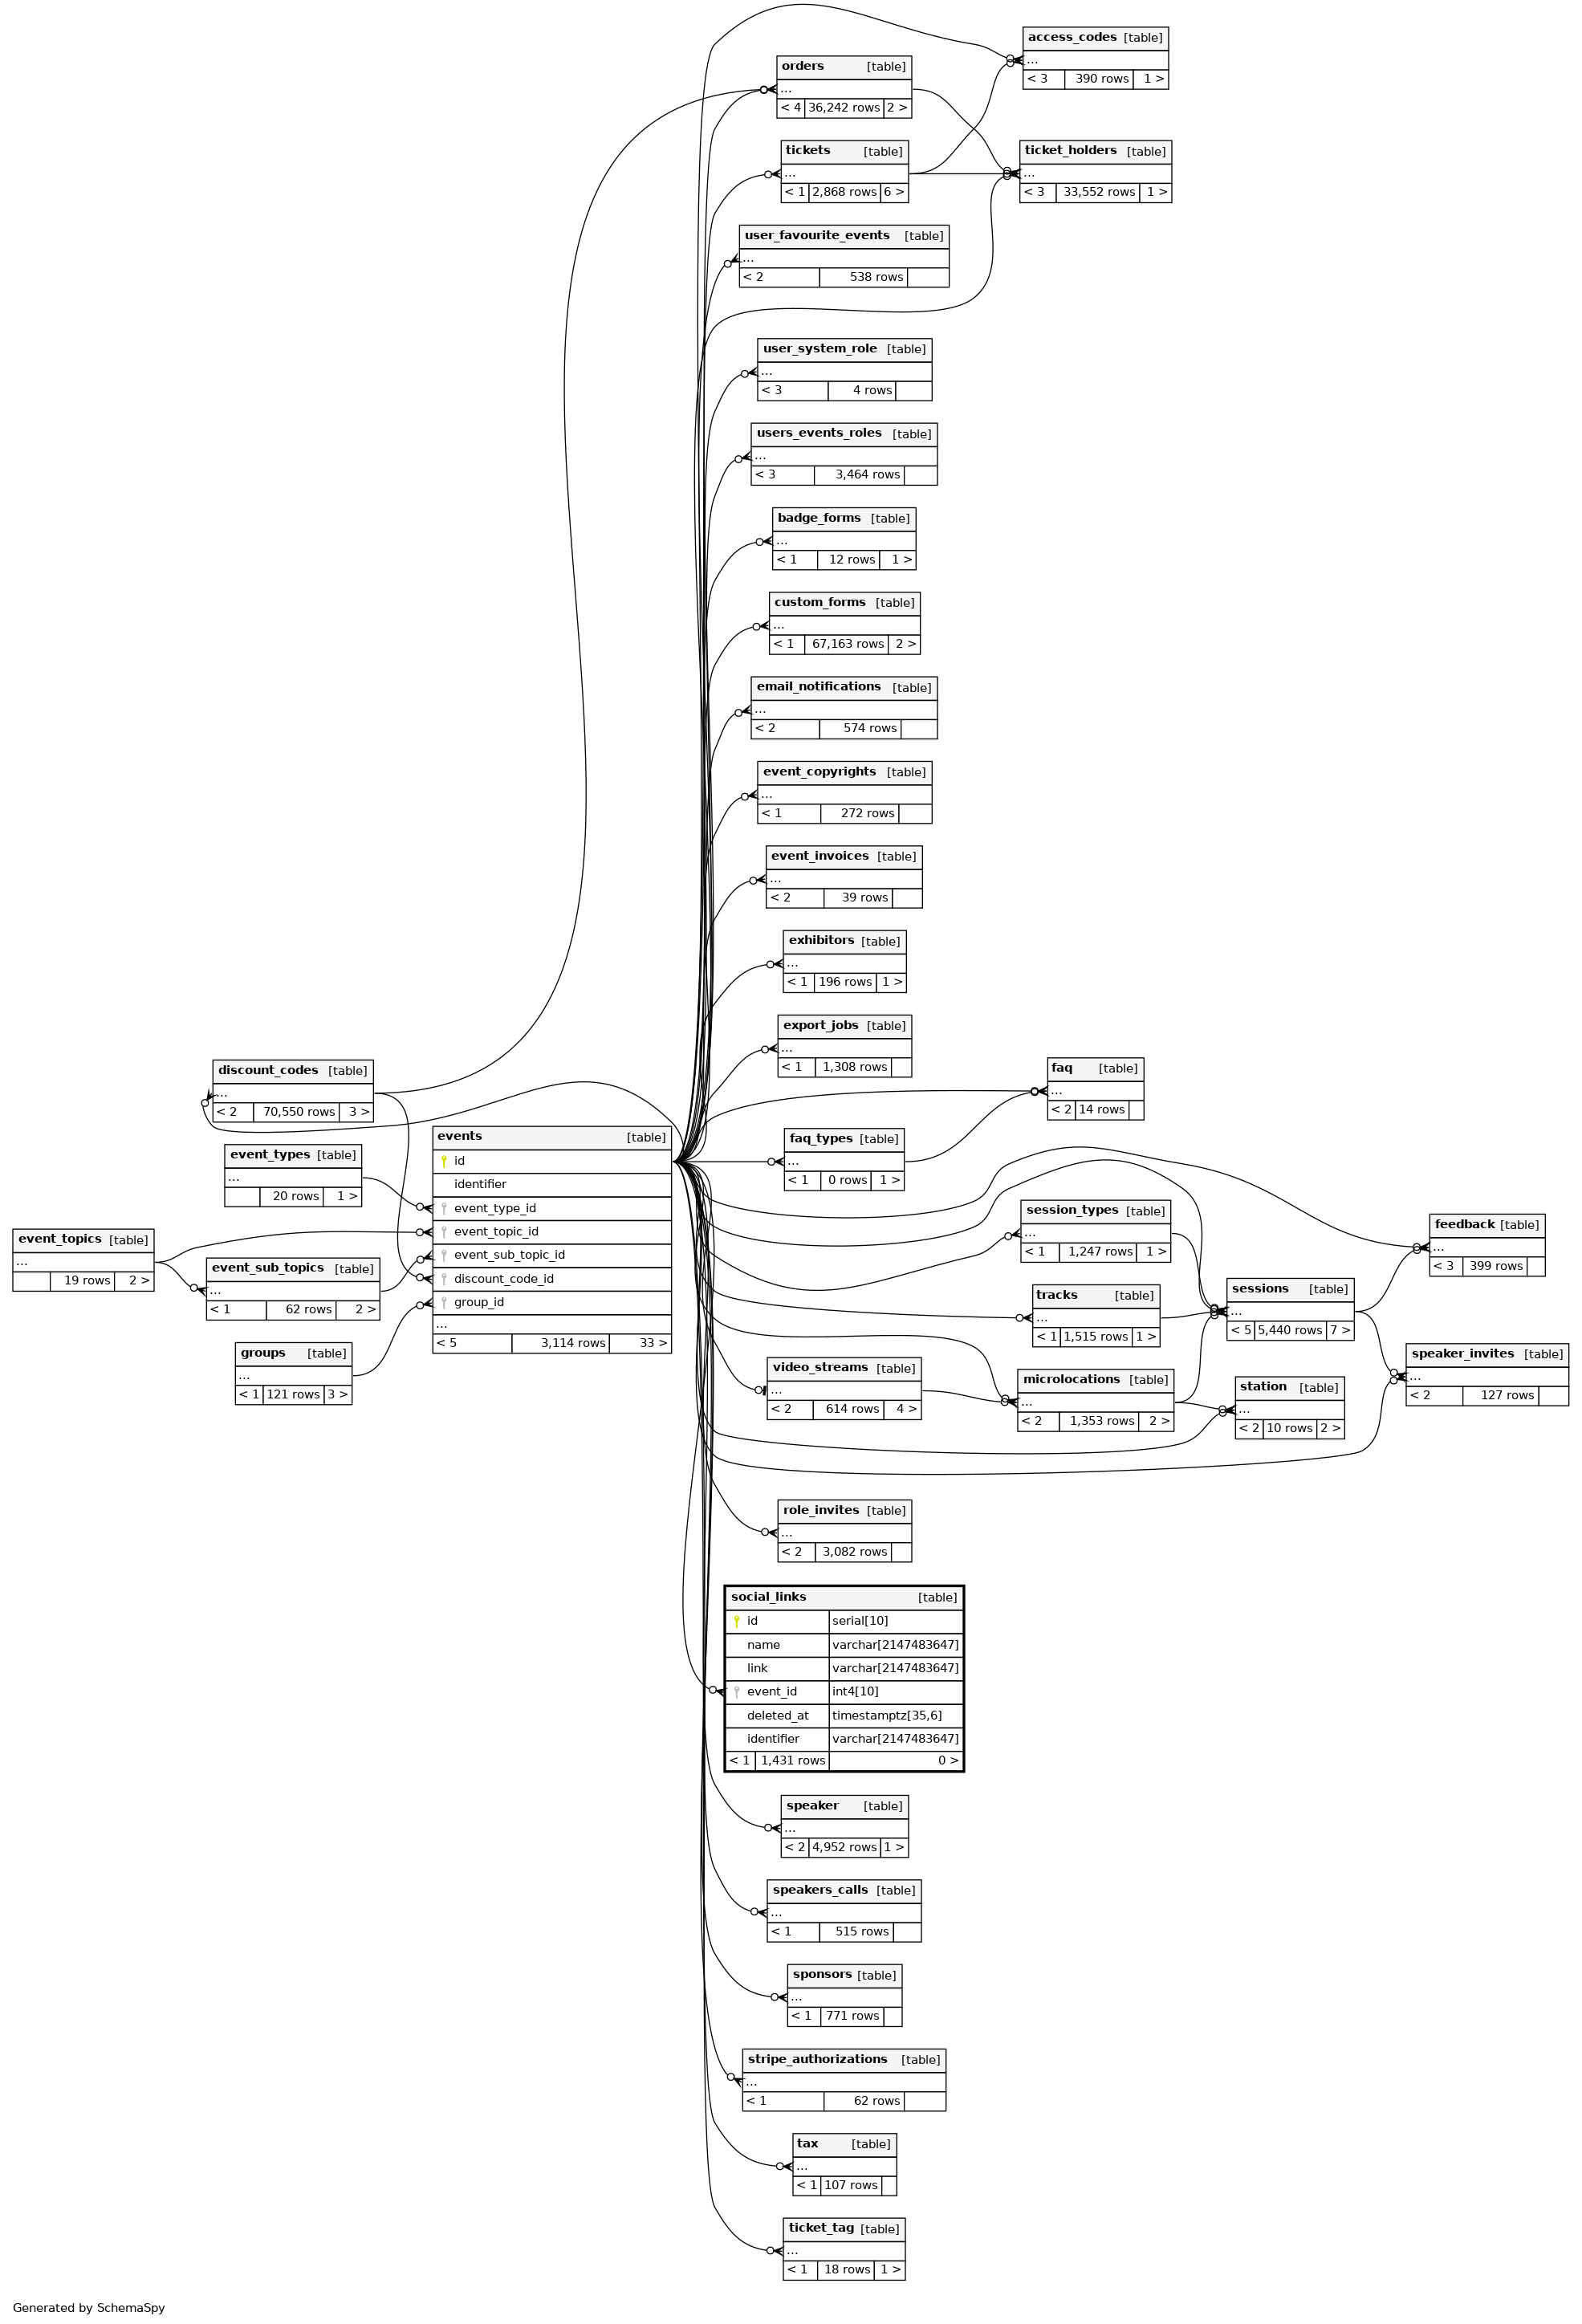 access_codes [table]
...
< 3 390 rows 1 >
orders [table]
...
< 4 36,242 rows 2 >
tickets [table]
...
< 1 2,868 rows 6 >
ticket_holders [table]
...
< 3 33,552 rows 1 >
user_favourite_events [table]
...
< 2 538 rows
user_system_role [table]
...
< 3 4 rows
users_events_roles [table]
...
< 3 3,464 rows
badge_forms [table]
...
< 1 12 rows 1 >
custom_forms [table]
...
< 1 67,163 rows 2 >
email_notifications [table]
...
< 2 574 rows
event_copyrights [table]
...
< 1 272 rows
event_invoices [table]
...
< 2 39 rows
exhibitors [table]
...
< 1 196 rows 1 >
export_jobs [table]
...
< 1 1,308 rows
faq [table]
...
< 2 14 rows
discount_codes [table]
...
< 2 70,550 rows 3 >
event_types [table]
...
20 rows 1 >
event_topics [table]
...
19 rows 2 >
event_sub_topics [table]
...
< 1 62 rows 2 >
groups [table]
...
< 1 121 rows 3 >
events [table]
id
identifier
event_type_id
event_topic_id
event_sub_topic_id
discount_code_id
group_id
...
< 5 3,114 rows 33 >
faq_types [table]
...
< 1 0 rows 1 >
session_types [table]
...
< 1 1,247 rows 1 >
feedback [table]
...
< 3 399 rows
tracks [table]
...
< 1 1,515 rows 1 >
sessions [table]
...
< 5 5,440 rows 7 >
video_streams [table]
...
< 2 614 rows 4 >
microlocations [table]
...
< 2 1,353 rows 2 >
station [table]
...
< 2 10 rows 2 >
speaker_invites [table]
...
< 2 127 rows
role_invites [table]
...
< 2 3,082 rows
social_links [table]
id serial[10]
name varchar[2147483647]
link varchar[2147483647]
event_id int4[10]
deleted_at timestamptz[35,6]
identifier varchar[2147483647]
< 1 1,431 rows 0 >
speaker [table]
...
< 2 4,952 rows 1 >
speakers_calls [table]
...
< 1 515 rows
sponsors [table]
...
< 1 771 rows
stripe_authorizations [table]
...
< 1 62 rows
tax [table]
...
< 1 107 rows
ticket_tag [table]
...
< 1 18 rows 1 >
Generated by SchemaSpy